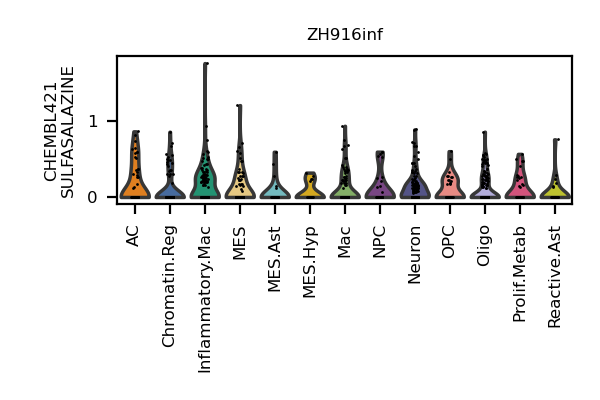 ZH916inf
CHEMBL421
SULFASALAZINE
1
0
AC
Chromatin.Reg
Inflammatory.Mac
MES
MES.Ast
MES.Hyp
Mac
NPC
Neuron
OPC
Oligo
Prolif.Metab
Reactive.Ast